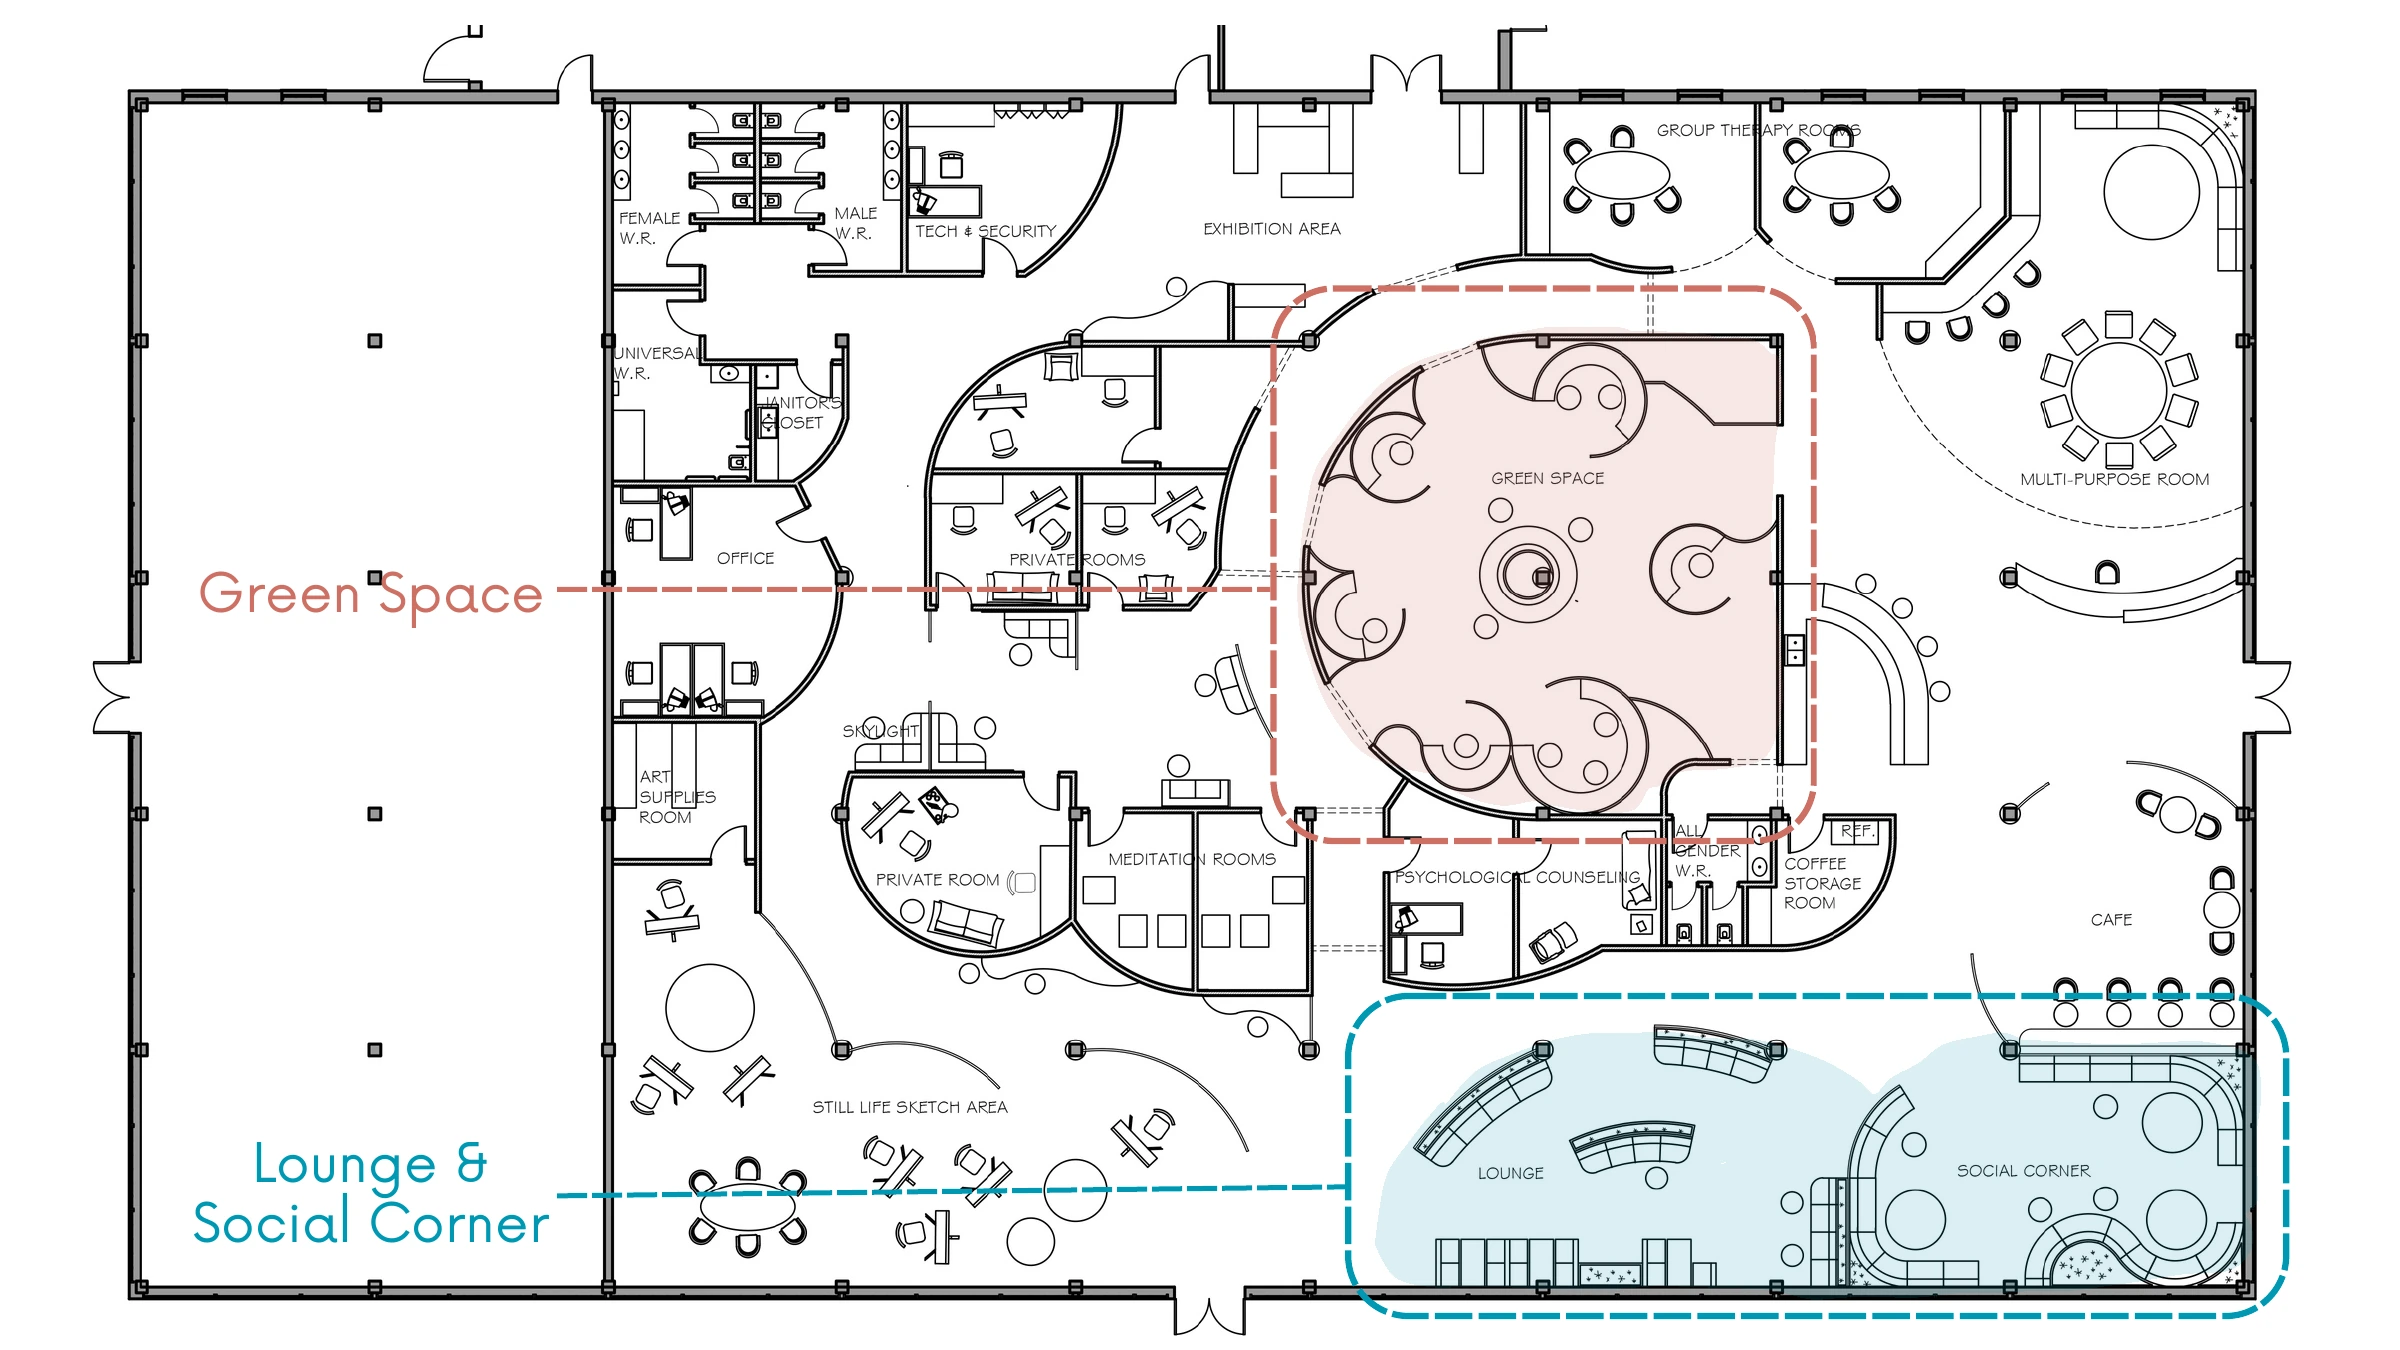 GROUP THERAPY ROOMS
FEMALE
W.R.
MALE
W.R.
TECH & SECURITY
EXHIBITION AREA
UNIVERSAL
W.R.
JANITOR'S
CLOSET
GREEN SPACE
MULTI-PURPOSE ROOM
OFFICE
PRIVATE ROOMS
Green Space
SKYLIGHT
ART
SUPPLIES
ROOM
PRIVATE ROOM
MEDITATION ROOMS
PSYCHOLOGICAL COUNSELING
ALL
GENDER
W.R.
REF.
COFFEE
STORAGE
ROOM
CAFE
STILL LIFE SKETCH AREA
Lounge &
Social Corner
LOUNGE
SOCIAL CORNER